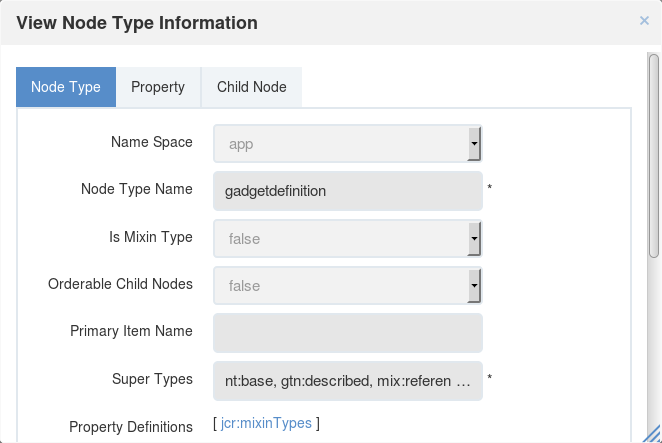 View Node Type Information ×
Node Type Property Child Node
Name Space app
Node Type Name gadgetdefinition *
Is Mixin Type false
Orderable Child Nodes false
Primary Item Name
Super Types nt:base, gtn:described, mix:referen … *
Property Definitions [ jcr:mixinTypes ]